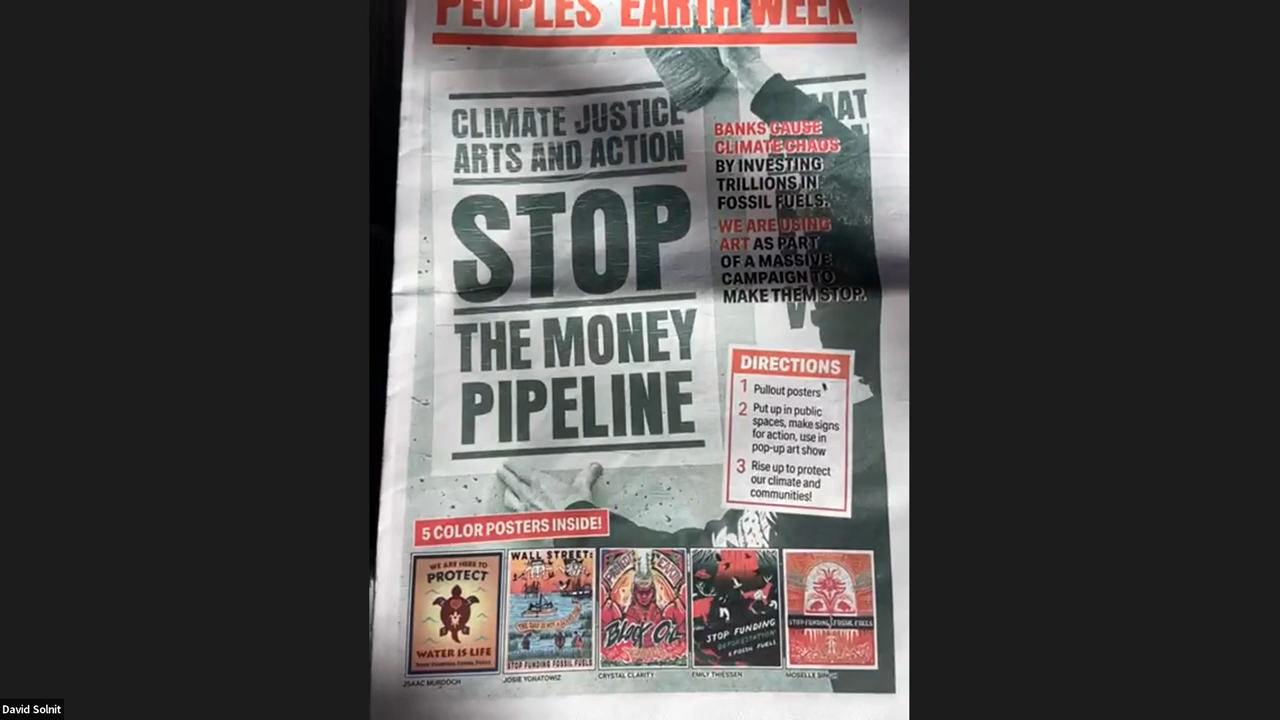 PEOPLES' EARTH WEEK
CLIMATE JUSTICE
ARTS AND ACTION
STOP
THE MONEY
PIPELINE
MAT
BANKS CAUSE
CLIMATE CHAOS
BY INVESTING
TRILLIONS IN
FOSSIL FUELS.
WE ARE USING
ART AS PART
OF A MASSIVE
CAMPAIGN TO
MAKE THEM STOP.
DIRECTIONS
1 Pullout posters
2 Put up in public
spaces, make signs
for action, use in
pop-up art show
3 Rise up to protect
our climate and
communities!
5 COLOR POSTERS INSIDE!
WE ARE HERE TO
PROTECT
WATER IS LIFE
ISAAC MURDOCH
WALL STREET:
STOP FUNDING FOSSIL FUELS
JOSIE YONATOWIZ
Black Oil
CRYSTAL CLARITY
STOP FUNDING
DEFORESTATION
& FOSSIL FUELS
EMILY THIESSEN
STOP FUNDING FOSSIL FUELS
MOSELLE
David Solnit